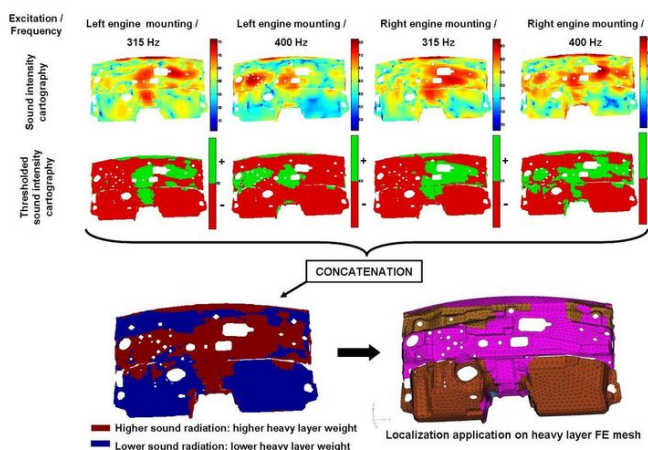 Excitation / Frequency
Left engine mounting / 315 Hz
Left engine mounting / 400 Hz
Right engine mounting / 315 Hz
Right engine mounting / 400 Hz
Sound intensity cartography
Thresholded sound intensity cartography
+
+
+
+
-
-
-
-
CONCATENATION
Higher sound radiation: higher heavy layer weight
Lower sound radiation: lower heavy layer weight
Localization application on heavy layer FE mesh